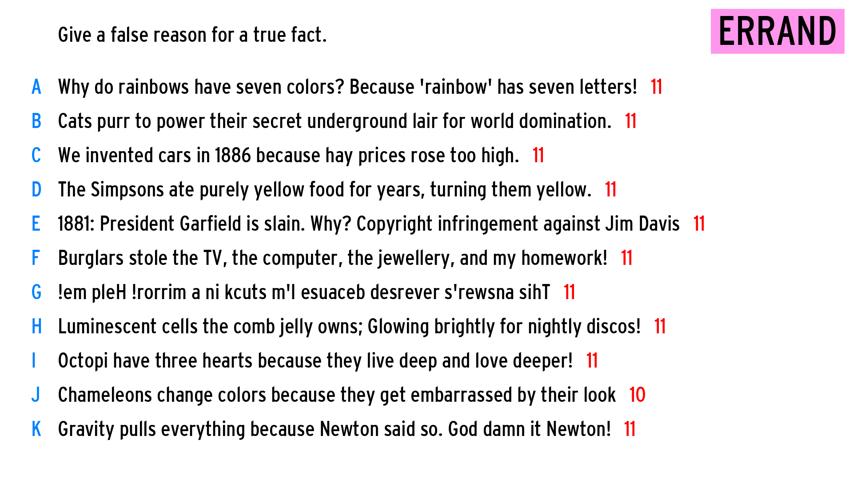 Give a false reason for a true fact.
ERRAND
A Why do rainbows have seven colors? Because 'rainbow' has seven letters! 11
B Cats purr to power their secret underground lair for world domination. 11
C We invented cars in 1886 because hay prices rose too high. 11
D The Simpsons ate purely yellow food for years, turning them yellow. 11
E 1881: President Garfield is slain. Why? Copyright infringement against Jim Davis 11
F Burglars stole the TV, the computer, the jewellery, and my homework! 11
G !em pleH !rorrim a ni kcuts m'I esuaceb desrever s'rewsna sihT 11
H Luminescent cells the comb jelly owns; Glowing brightly for nightly discos! 11
I Octopi have three hearts because they live deep and love deeper! 11
J Chameleons change colors because they get embarrassed by their look 10
K Gravity pulls everything because Newton said so. God damn it Newton! 11